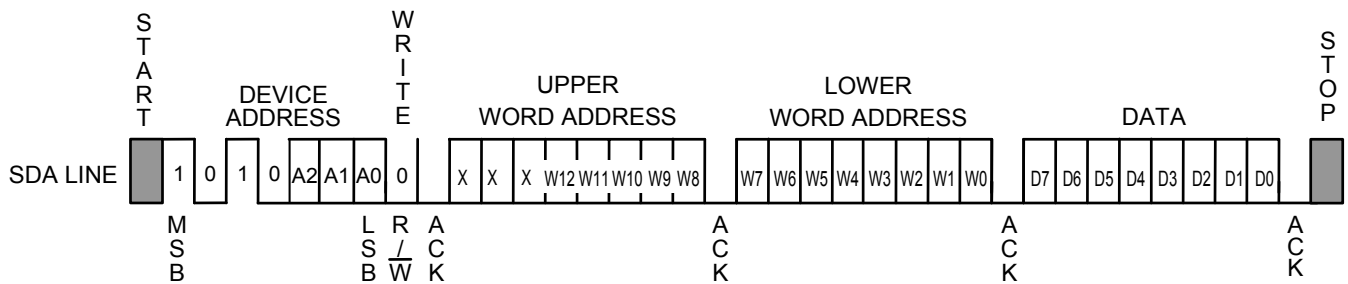 START
WRITE
STOP
DEVICE
ADDRESS
UPPER
WORD ADDRESS
LOWER
WORD ADDRESS
DATA
SDA LINE 1 0 1 0 A2 A1 A0 0 X X X W12 W11 W10 W9 W8 W7 W6 W5 W4 W3 W2 W1 W0 D7 D6 D5 D4 D3 D2 D1 D0
MSB
LSB
R/W
ACK
ACK
ACK
ACK